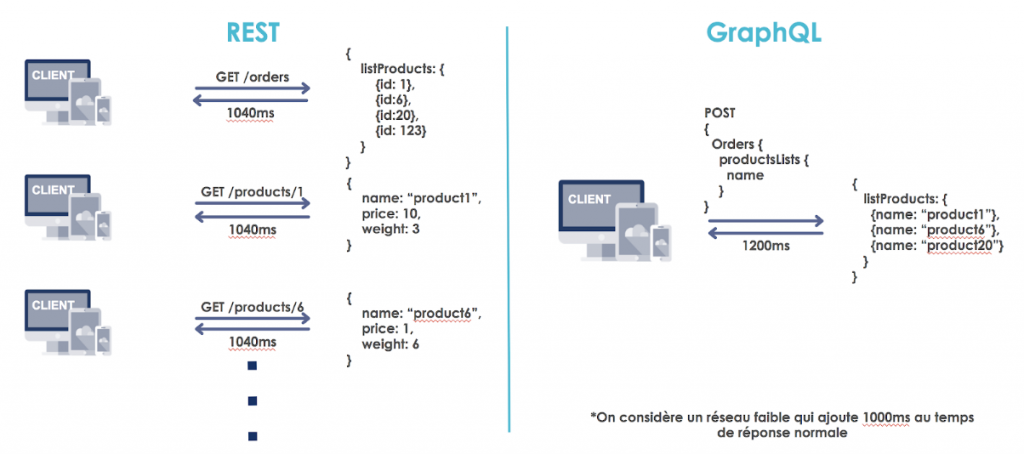 REST
CLIENT
GET /orders
1040ms
{
listProducts: {
{id: 1},
{id:6},
{id:20},
{id: 123}
}
}
CLIENT
GET /products/1
1040ms
{
name: “product1”,
price: 10,
weight: 3
}
CLIENT
GET /products/6
1040ms
{
name: “product6”,
price: 1,
weight: 6
}
GraphQL
CLIENT
POST
{
Orders {
productsLists {
name
}
}
1200ms
{
listProducts: {
{name: “product1”},
{name: “product6”},
{name: “product20”}
}
}
*On considère un réseau faible qui ajoute 1000ms au temps
de réponse normale